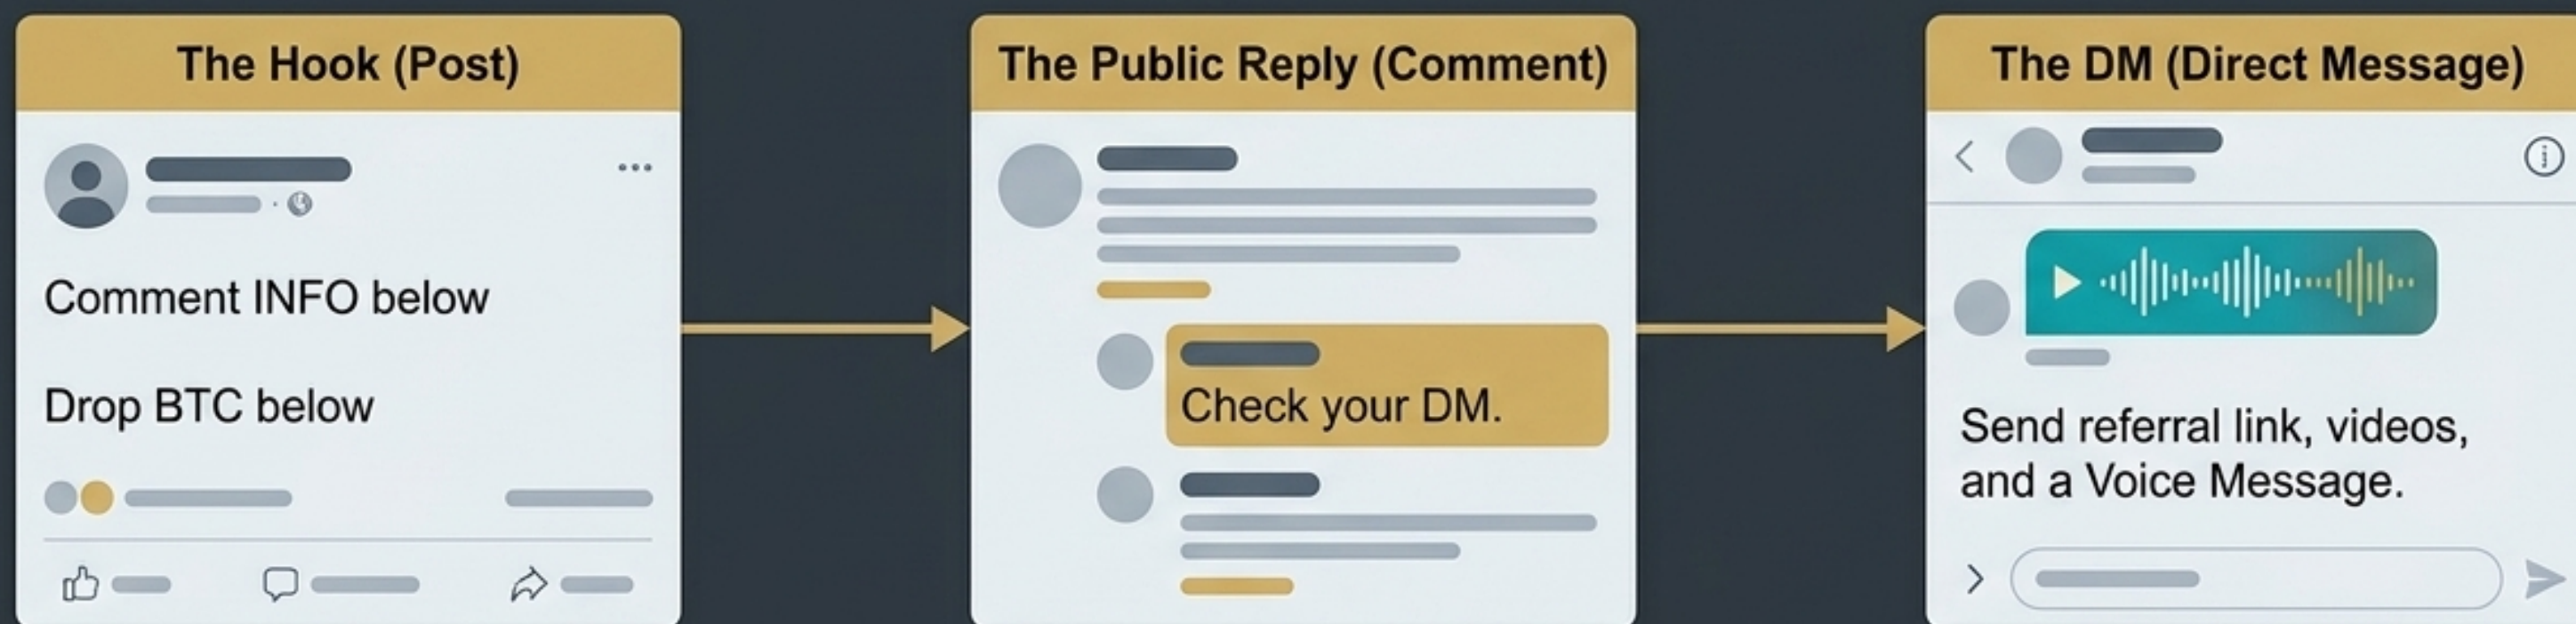 The Hook (Post)
Comment INFO below
Drop BTC below
The Public Reply (Comment)
Check your DM.
The DM (Direct Message)
Send referral link, videos,
and a Voice Message.